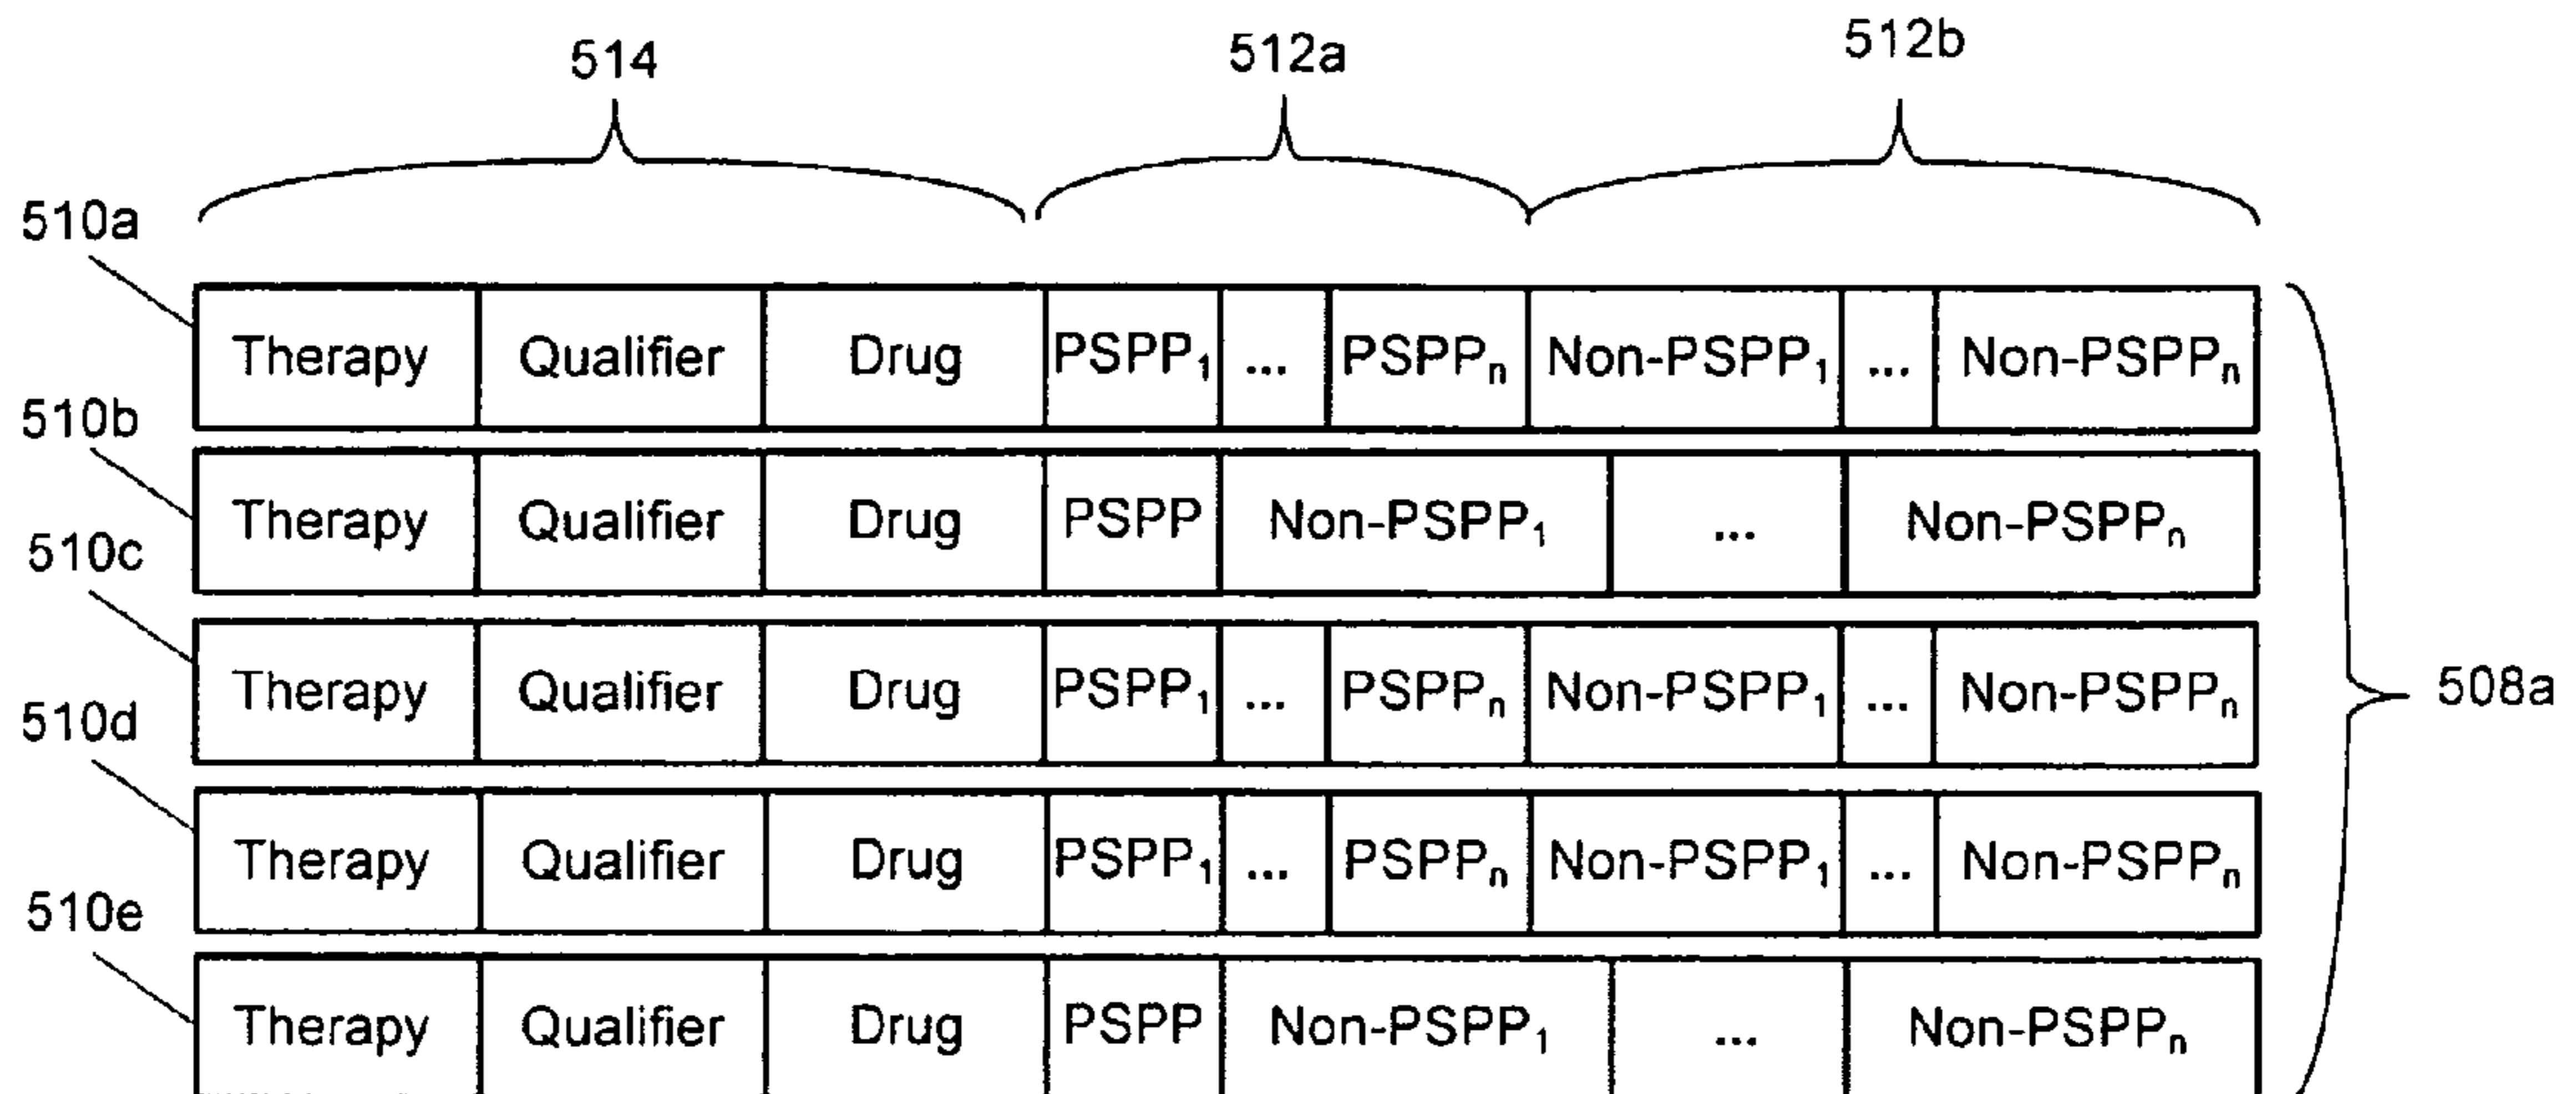 514 512a 512b
510a
Therapy Qualifier Drug PSPP₁ ... PSPPₙ Non-PSPP₁ ... Non-PSPPₙ
510b
Therapy Qualifier Drug PSPP Non-PSPP₁ ... Non-PSPPₙ
510c
Therapy Qualifier Drug PSPP₁ ... PSPPₙ Non-PSPP₁ ... Non-PSPPₙ
508a
510d
Therapy Qualifier Drug PSPP₁ ... PSPPₙ Non-PSPP₁ ... Non-PSPPₙ
510e
Therapy Qualifier Drug PSPP Non-PSPP₁ ... Non-PSPPₙ